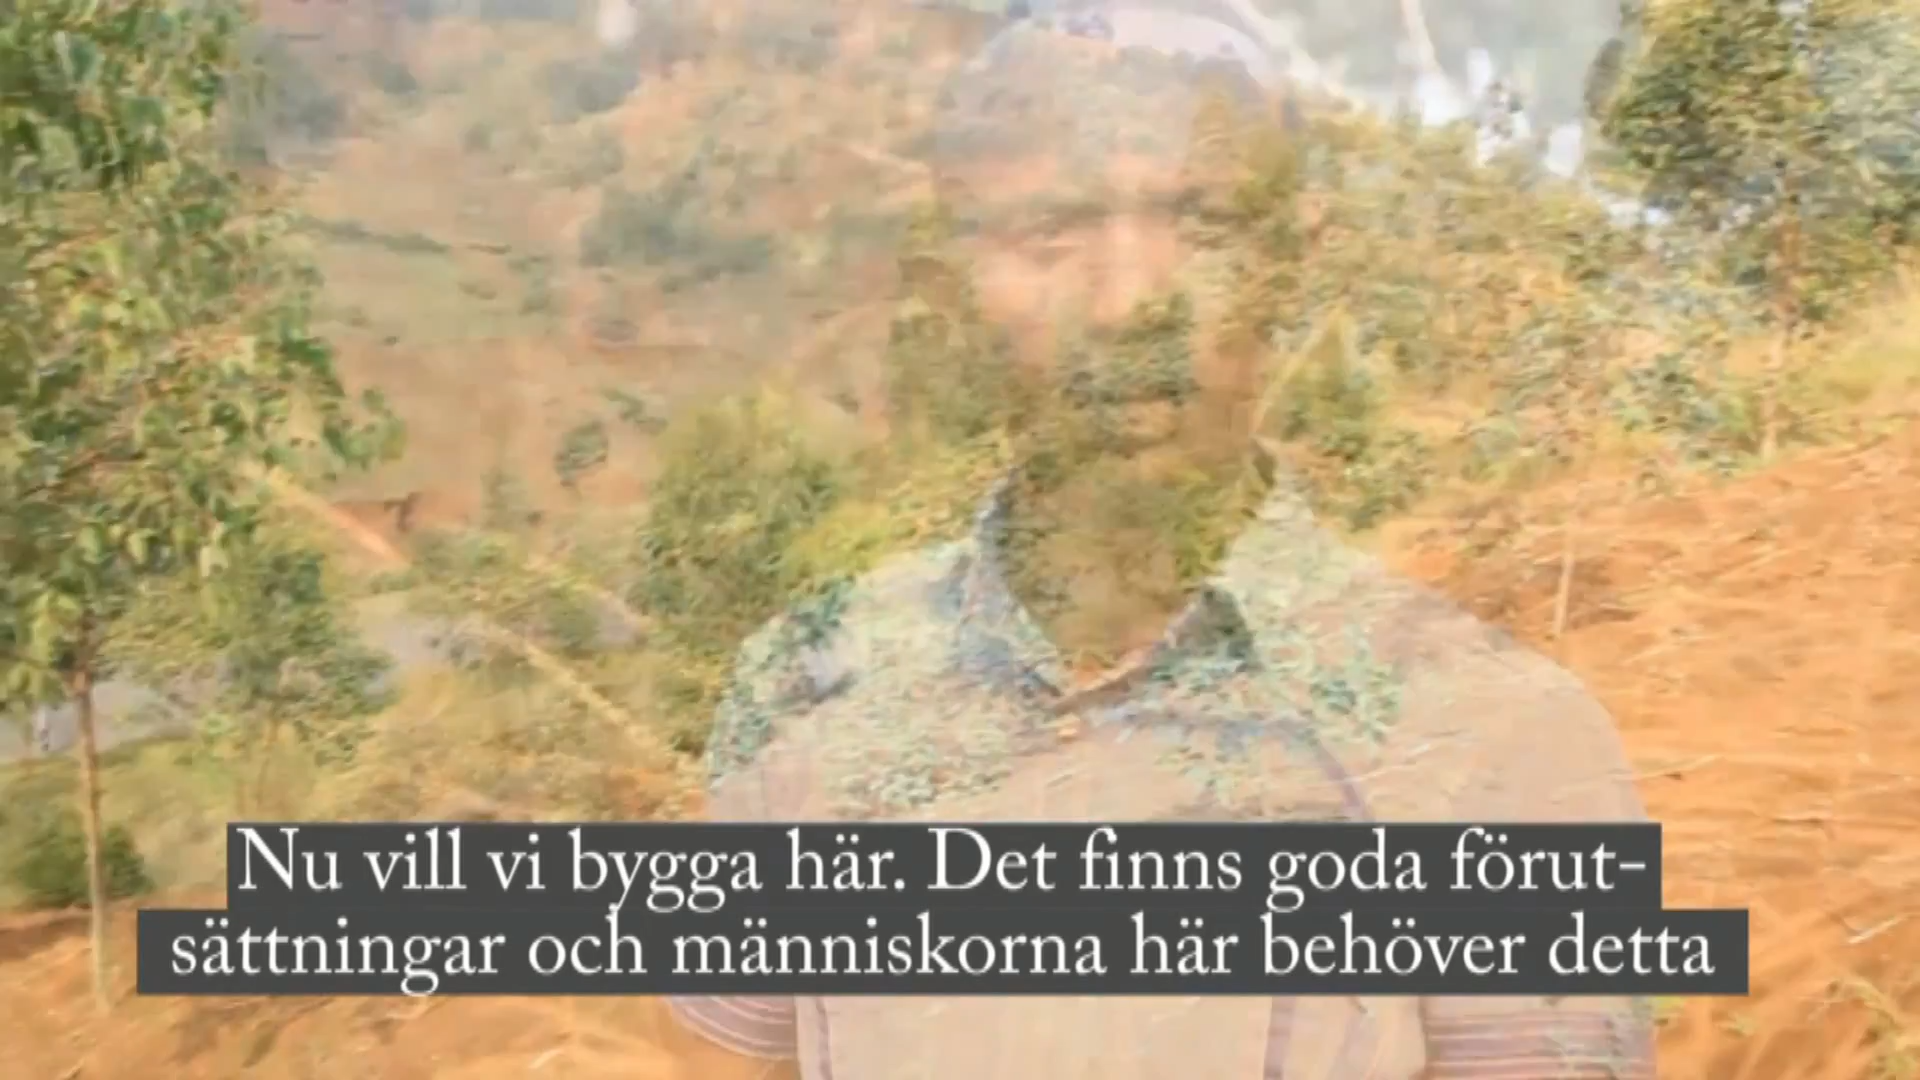 Nu vill vi bygga här. Det finns goda förut-
sättningar och människorna här behöver detta